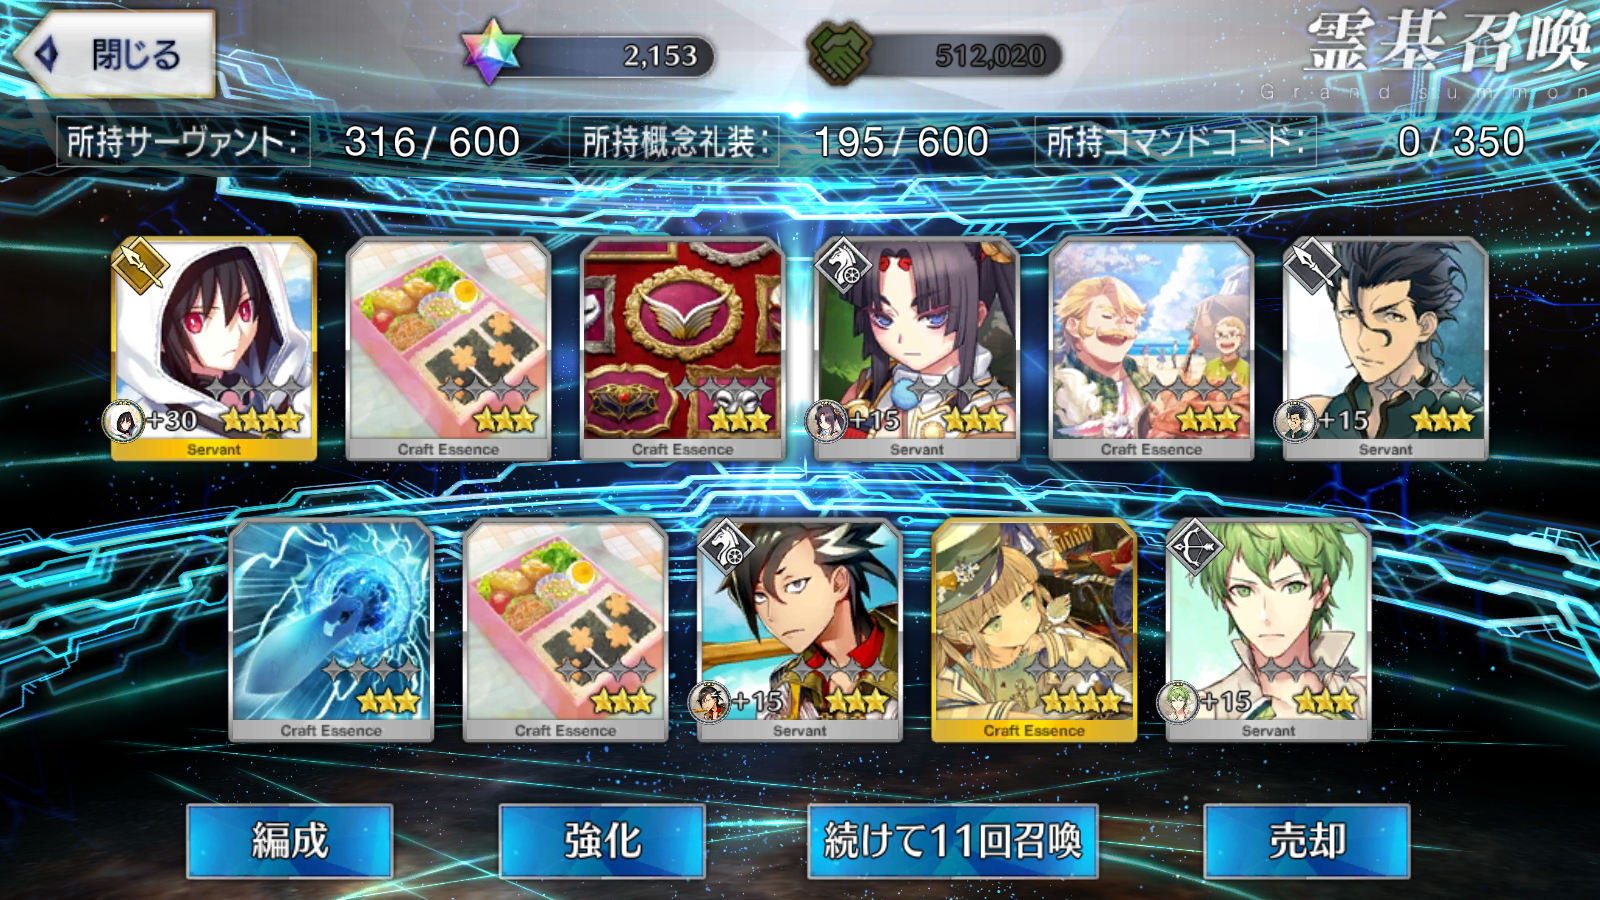 閉じる
2,153
512,020
霊基召喚
Grand summon
所持サーヴァント: 316 / 600
所持概念礼装: 195 / 600
所持コマンドコード: 0 / 350
+30
Servant
Craft Essence
Craft Essence
+15
Servant
Craft Essence
+15
Servant
Craft Essence
Craft Essence
+15
Servant
Craft Essence
+15
Servant
編成
強化
続けて11回召喚
売却